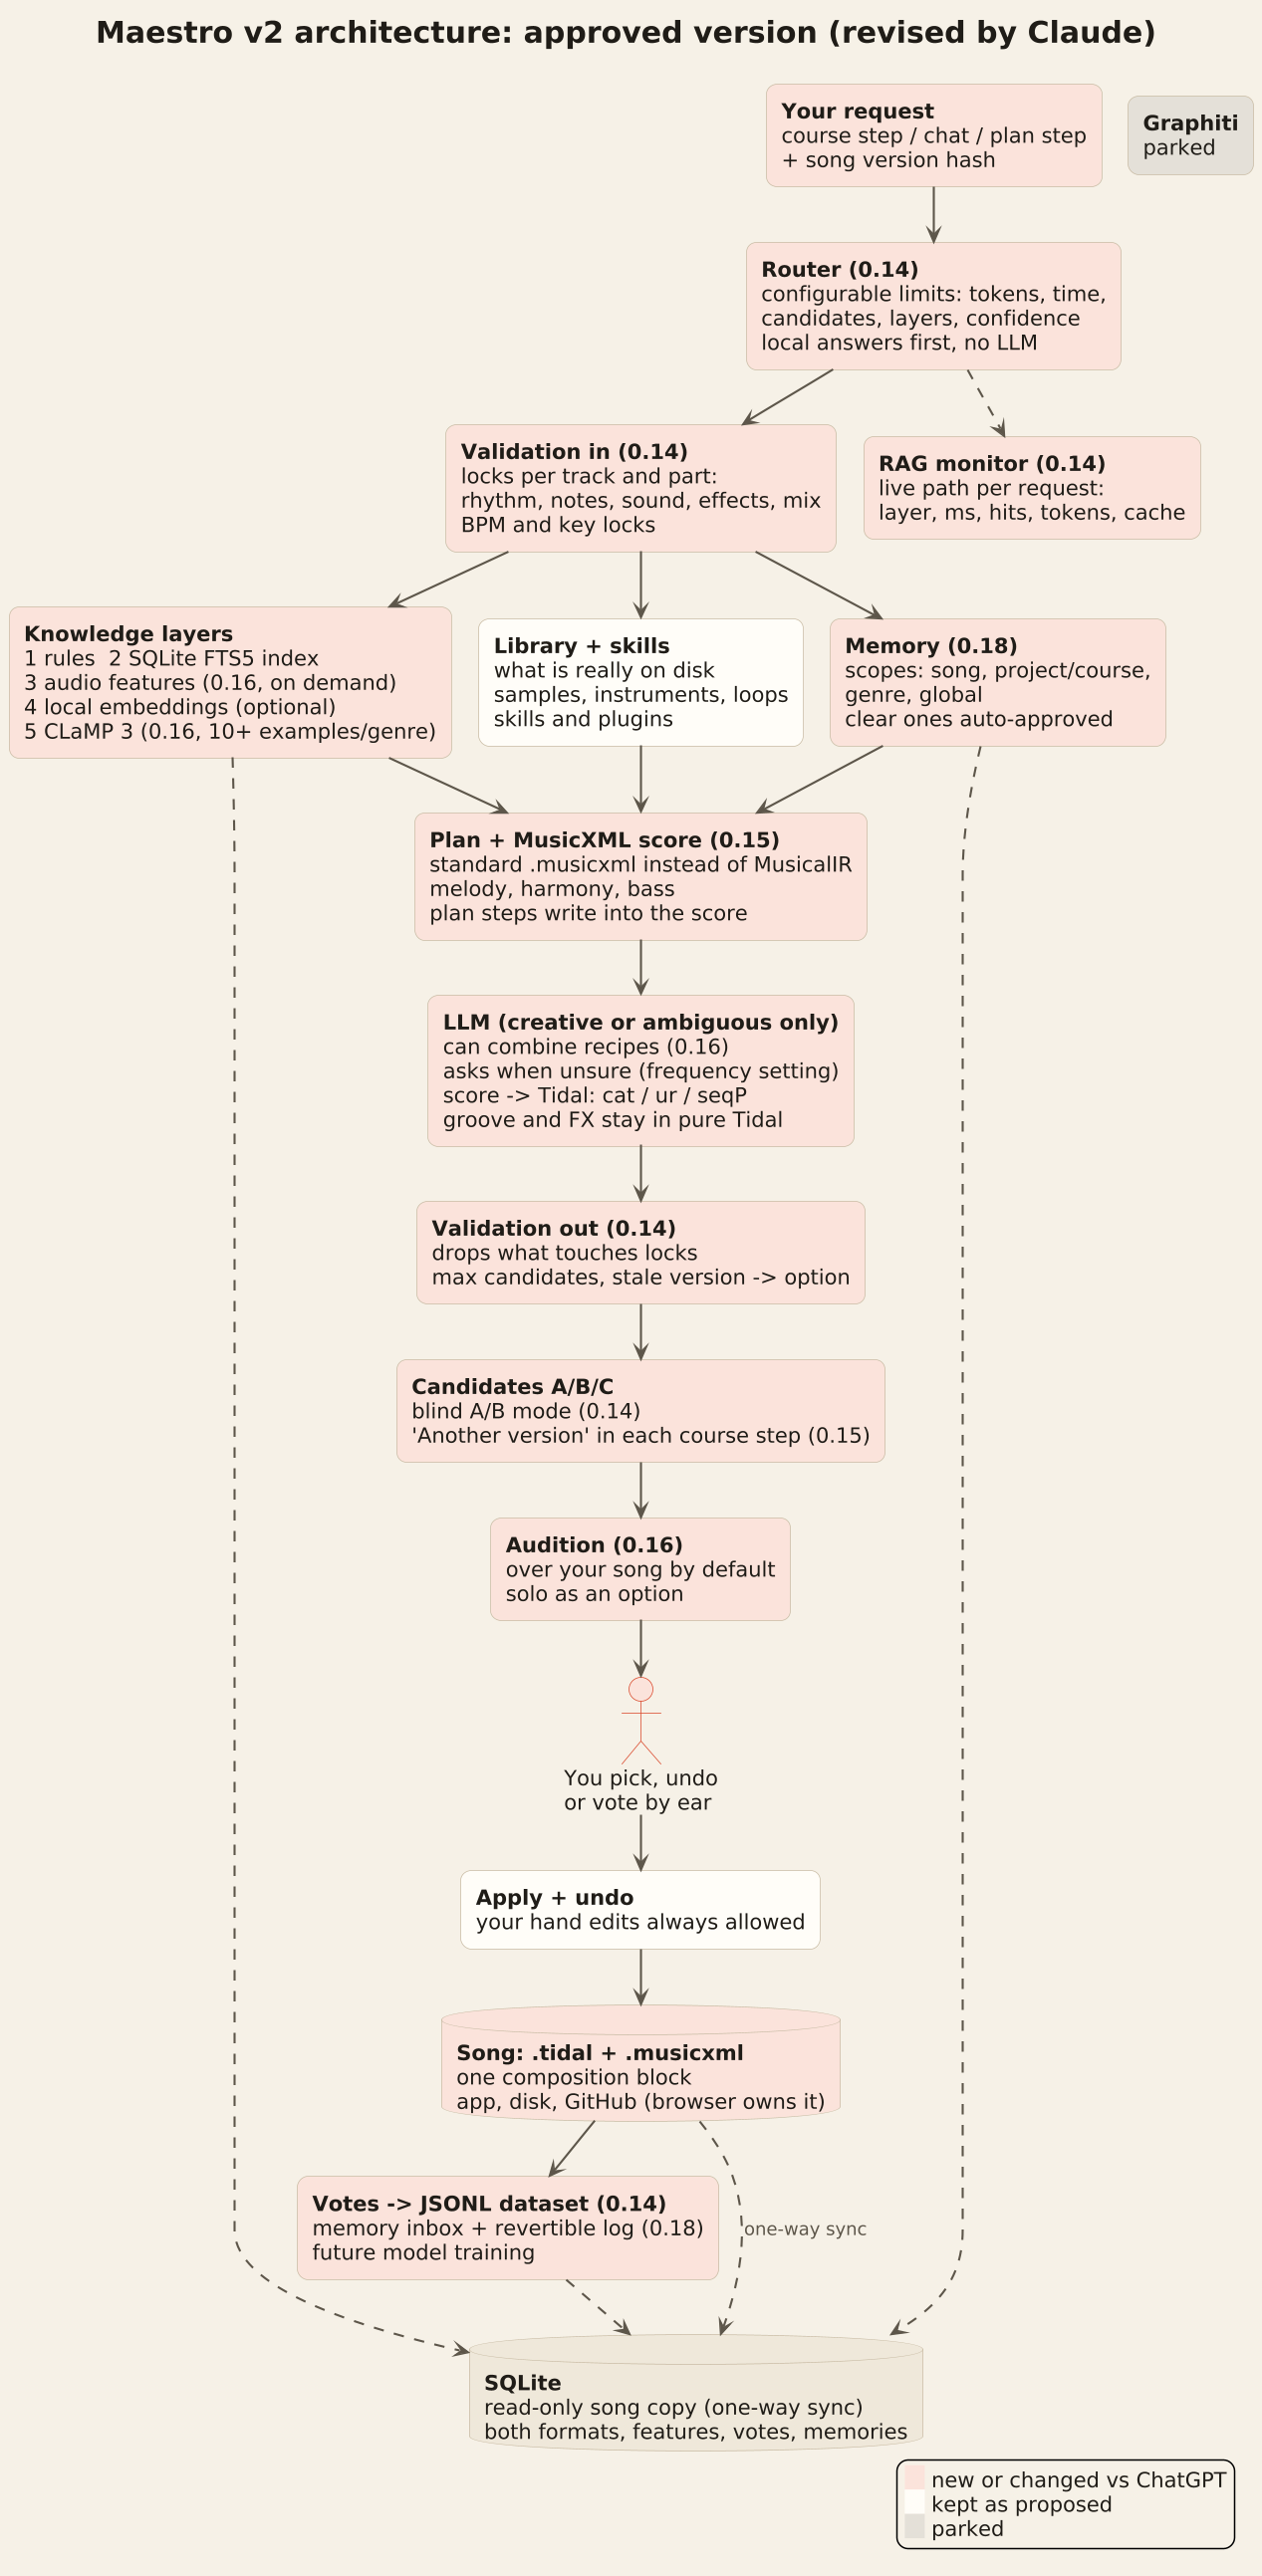 Maestro v2 architecture: approved version (revised by Claude)
Your request
course step / chat / plan step
+ song version hash
Graphiti
parked
Router (0.14)
configurable limits: tokens, time,
candidates, layers, confidence
local answers first, no LLM
Validation in (0.14)
locks per track and part:
rhythm, notes, sound, effects, mix
BPM and key locks
RAG monitor (0.14)
live path per request:
layer, ms, hits, tokens, cache
Knowledge layers
1 rules  2 SQLite FTS5 index
3 audio features (0.16, on demand)
4 local embeddings (optional)
5 CLaMP 3 (0.16, 10+ examples/genre)
Library + skills
what is really on disk
samples, instruments, loops
skills and plugins
Memory (0.18)
scopes: song, project/course,
genre, global
clear ones auto-approved
Plan + MusicXML score (0.15)
standard .musicxml instead of MusicalIR
melody, harmony, bass
plan steps write into the score
LLM (creative or ambiguous only)
can combine recipes (0.16)
asks when unsure (frequency setting)
score -> Tidal: cat / ur / seqP
groove and FX stay in pure Tidal
Validation out (0.14)
drops what touches locks
max candidates, stale version -> option
Candidates A/B/C
blind A/B mode (0.14)
'Another version' in each course step (0.15)
Audition (0.16)
over your song by default
solo as an option
You pick, undo
or vote by ear
Apply + undo
your hand edits always allowed
Song: .tidal + .musicxml
one composition block
app, disk, GitHub (browser owns it)
Votes -> JSONL dataset (0.14)
memory inbox + revertible log (0.18)
future model training
one-way sync
SQLite
read-only song copy (one-way sync)
both formats, features, votes, memories
new or changed vs ChatGPT
kept as proposed
parked